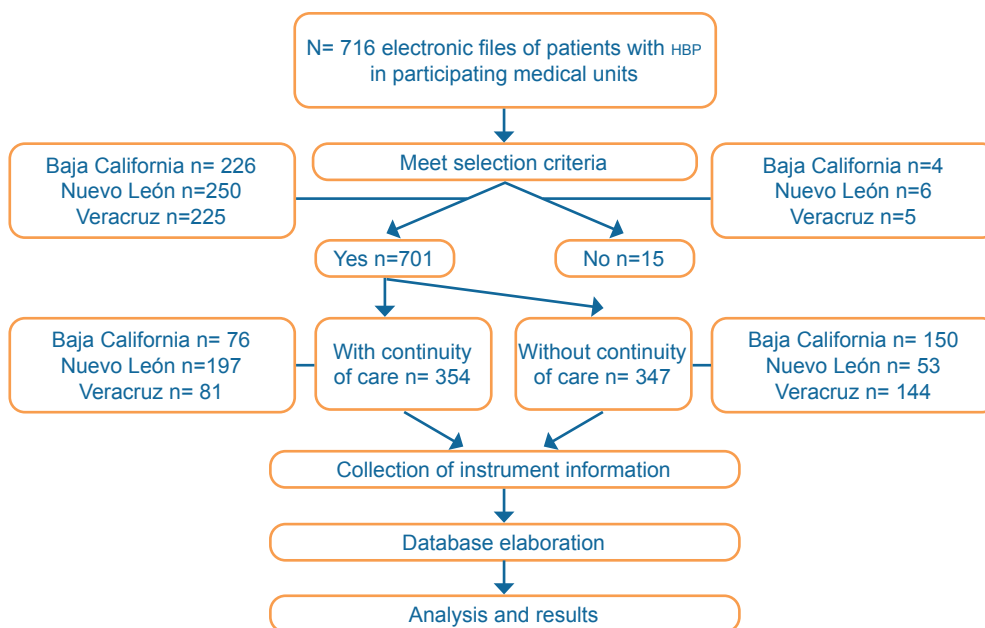 N= 716 electronic files of patients with HBP
in participating medical units
Meet selection criteria
Baja California n= 226
Nuevo León n=250
Veracruz n=225
Baja California n=4
Nuevo León n=6
Veracruz n=5
Yes n=701
No n=15
Baja California n= 76
Nuevo León n=197
Veracruz n= 81
With continuity
of care n= 354
Without continuity
of care n= 347
Baja California n= 150
Nuevo León n= 53
Veracruz n= 144
Collection of instrument information
Database elaboration
Analysis and results